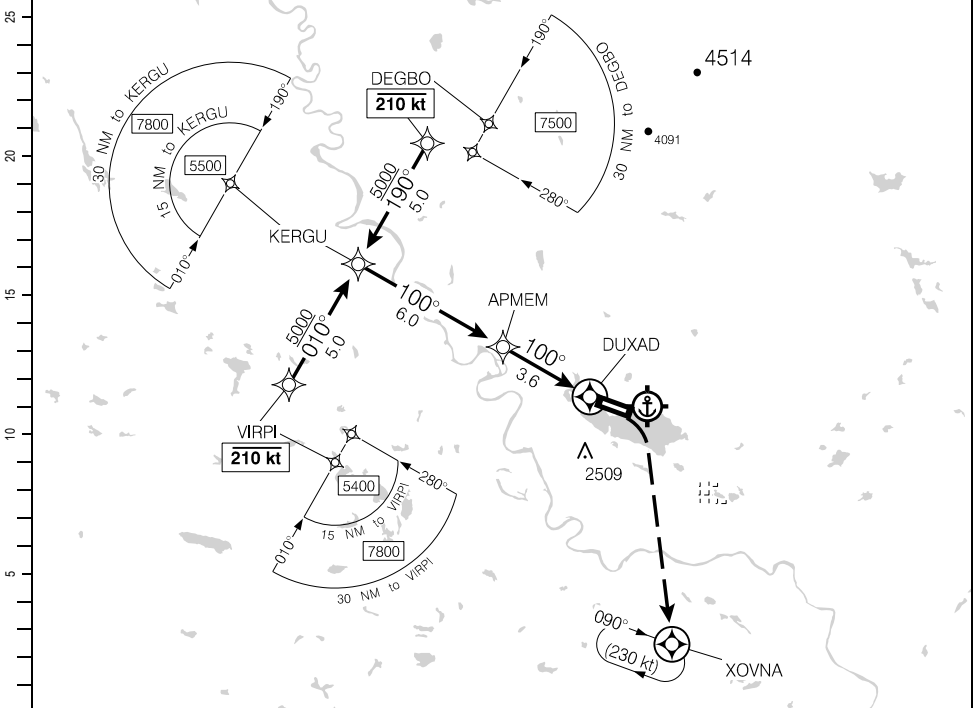 25
20
15
10
5
30 NM to KERGU
7800
15 NM to KERGU
5500
190°
010°
KERGU
DEGBO
210 kt
190°
7500
30 NM to DEGBO
280°
4514
4091
5000
190°
5.0
5000
010°
5.0
100°
6.0
APMEM
100°
3.6
DUXAD
2509
VIRPI
210 kt
5400
15 NM to VIRPI
7800
30 NM to VIRPI
010°
280°
090°
(230 kt)
XOVNA